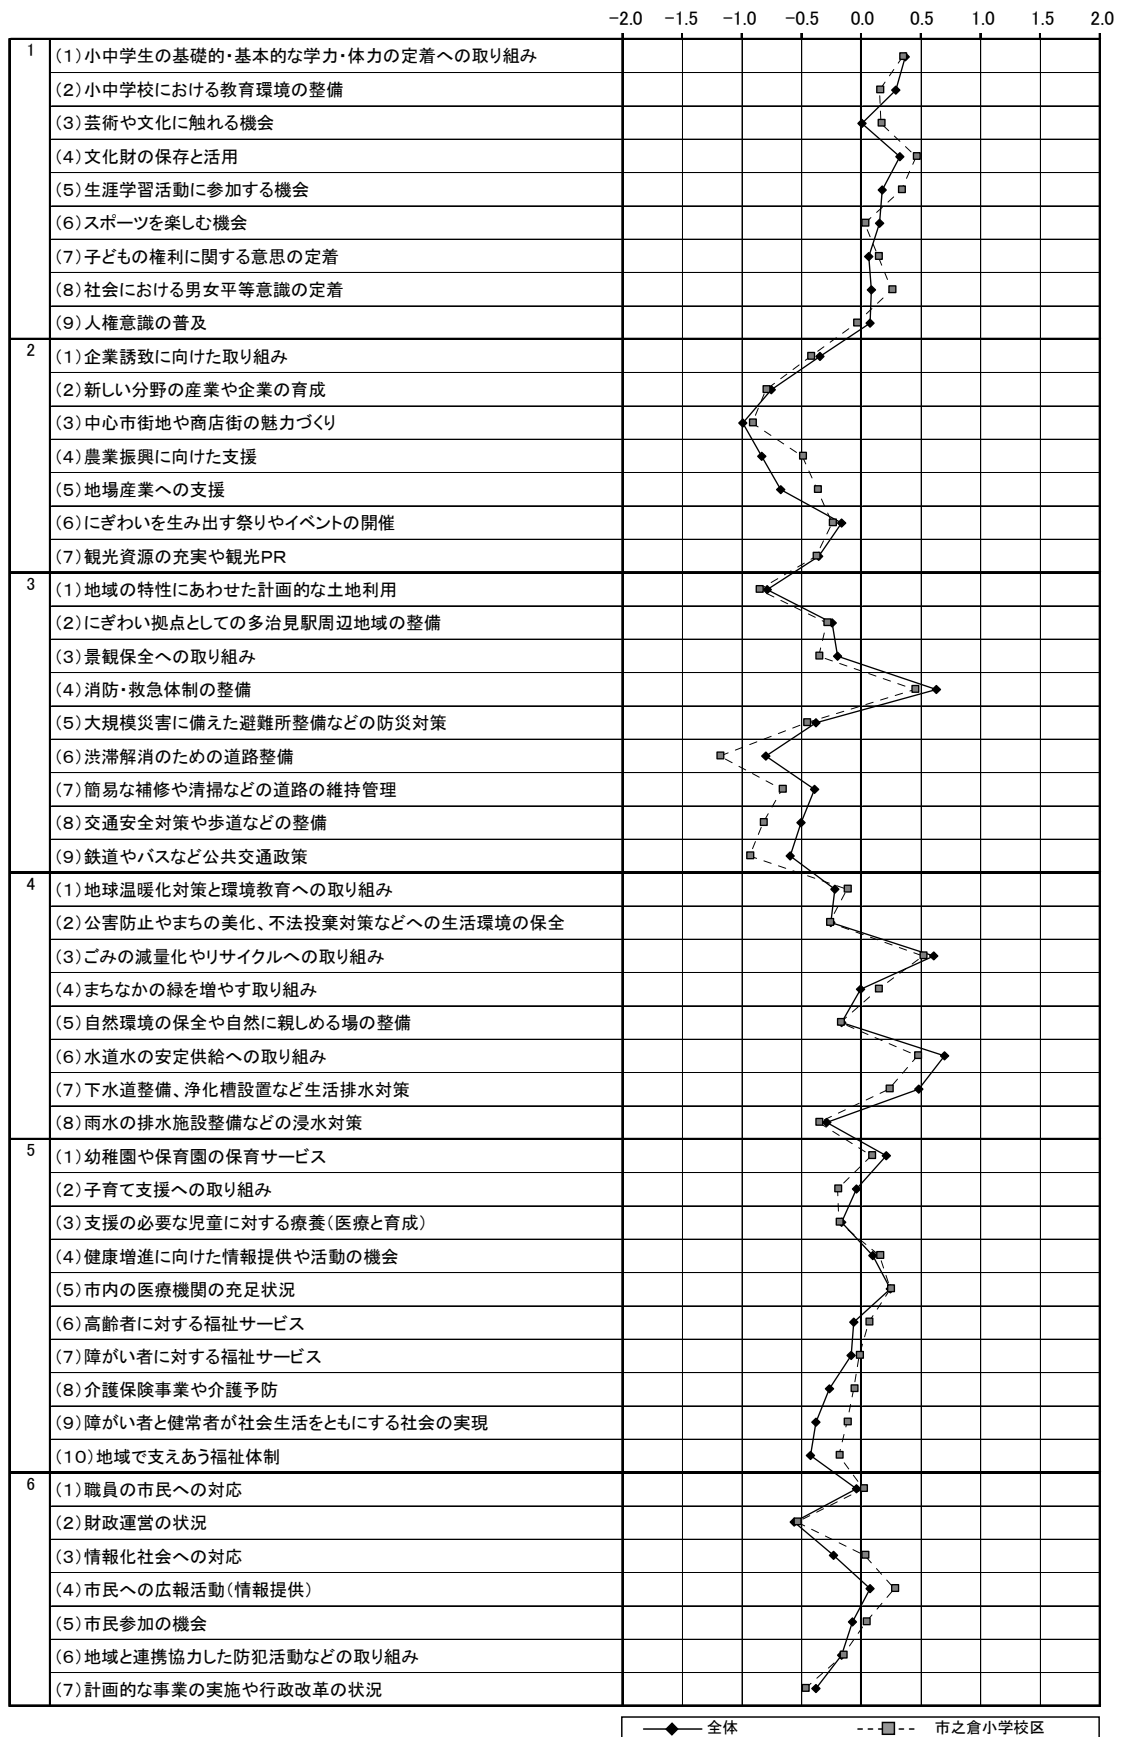 -2.0 -1.5 -1.0 -0.5 0.0 0.5 1.0 1.5 2.0
1 (1)小中学生の基礎的・基本的な学力・体力の定着への取り組み
(2)小中学校における教育環境の整備
(3)芸術や文化に触れる機会
(4)文化財の保存と活用
(5)生涯学習活動に参加する機会
(6)スポーツを楽しむ機会
(7)子どもの権利に関する意思の定着
(8)社会における男女平等意識の定着
(9)人権意識の普及
2 (1)企業誘致に向けた取り組み
(2)新しい分野の産業や企業の育成
(3)中心市街地や商店街の魅力づくり
(4)農業振興に向けた支援
(5)地場産業への支援
(6)にぎわいを生み出す祭りやイベントの開催
(7)観光資源の充実や観光PR
3 (1)地域の特性にあわせた計画的な土地利用
(2)にぎわい拠点としての多治見駅周辺地域の整備
(3)景観保全への取り組み
(4)消防・救急体制の整備
(5)大規模災害に備えた避難所整備などの防災対策
(6)渋滞解消のための道路整備
(7)簡易な補修や清掃などの道路の維持管理
(8)交通安全対策や歩道などの整備
(9)鉄道やバスなど公共交通政策
4 (1)地球温暖化対策と環境教育への取り組み
(2)公害防止やまちの美化、不法投棄対策などへの生活環境の保全
(3)ごみの減量化やリサイクルへの取り組み
(4)まちなかの緑を増やす取り組み
(5)自然環境の保全や自然に親しめる場の整備
(6)水道水の安定供給への取り組み
(7)下水道整備、浄化槽設置など生活排水対策
(8)雨水の排水施設整備などの浸水対策
5 (1)幼稚園や保育園の保育サービス
(2)子育て支援への取り組み
(3)支援の必要な児童に対する療養(医療と育成)
(4)健康増進に向けた情報提供や活動の機会
(5)市内の医療機関の充足状況
(6)高齢者に対する福祉サービス
(7)障がい者に対する福祉サービス
(8)介護保険事業や介護予防
(9)障がい者と健常者が社会生活をともにする社会の実現
(10)地域で支えあう福祉体制
6 (1)職員の市民への対応
(2)財政運営の状況
(3)情報化社会への対応
(4)市民への広報活動(情報提供)
(5)市民参加の機会
(6)地域と連携協力した防犯活動などの取り組み
(7)計画的な事業の実施や行政改革の状況
全体 市之倉小学校区